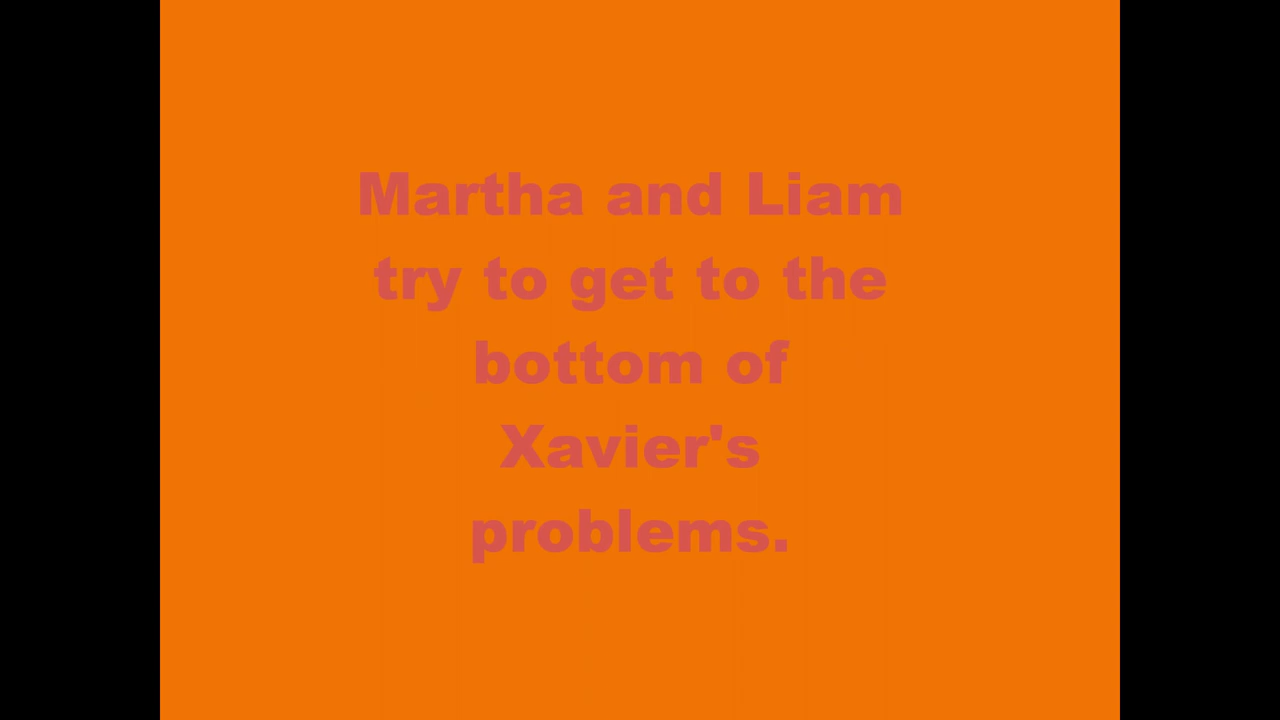 Martha and Liam
try to get to the
bottom of
Xavier's
problems.